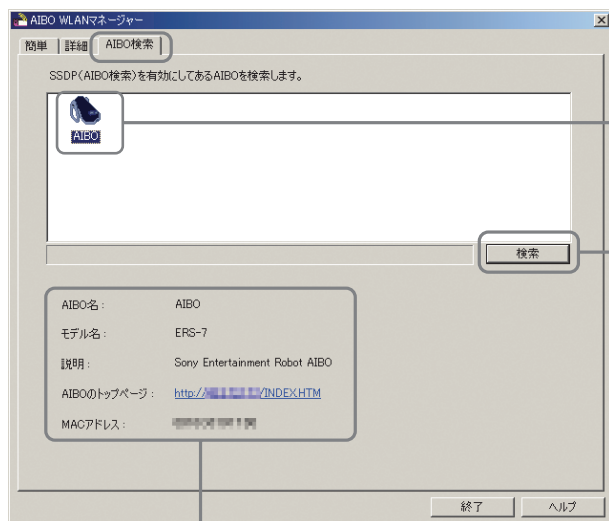 AIBO WLANマネージャー
簡単 詳細 AIBO検索
SSDP(AIBO検索)を有効にしてあるAIBOを検索します。
AIBO
検索
AIBO名: AIBO
モデル名: ERS-7
説明: Sony Entertainment Robot AIBO
AIBOのトップページ: http:// /INDEX.HTM
MACアドレス:
終了 ヘルプ